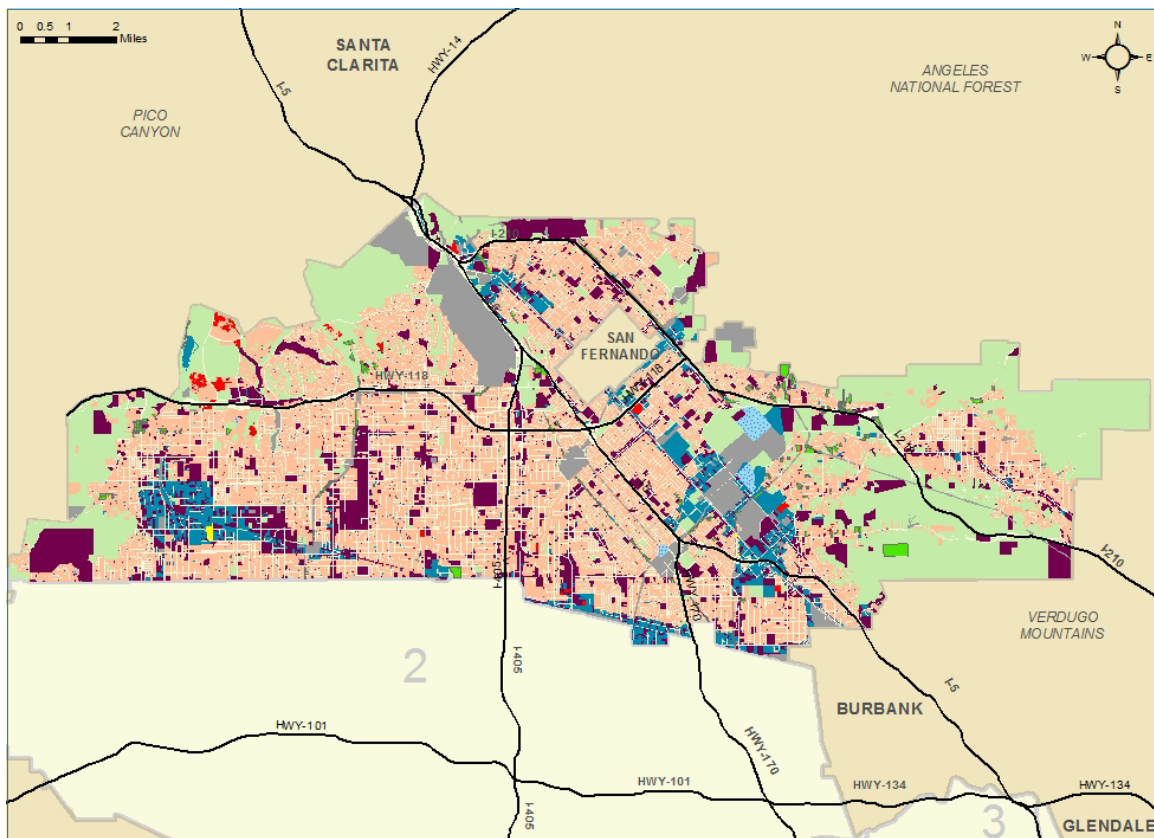 0 0.5 1 2
Miles
SANTA
CLARITA
HWY-14
I-5
N
W E
S
ANGELES
NATIONAL FOREST
PICO
CANYON
I-210
SAN
FERNANDO
HWY-118
HWY-118
I-210
I-405
HWY-170
I-210
VERDUGO
MOUNTAINS
2
I-405
I-5
BURBANK
HWY-101
HWY-170
HWY-101
HWY-134
HWY-134
I-405
3
GLENDALE